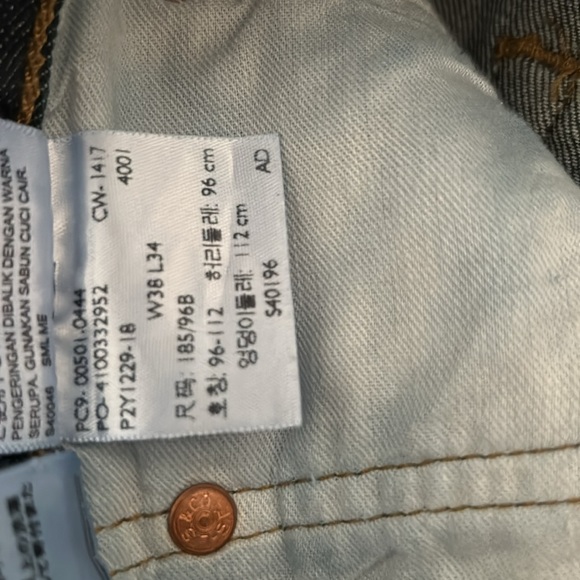 PENGERINGAN DIBALIK DENGAN WARNA
SERUPA. GUNAKAN SABUN CUCI CAIR.
S40046 SML ME
PC9- 00501-0444 CW-1417
PO- 4100332952 4001
P2Y1229-18
W38 L34
尺码: 185/96B
호칭: 96-112 허리둘레: 96 cm
엉덩이둘레: 112 cm
S40196 AD
S & CO